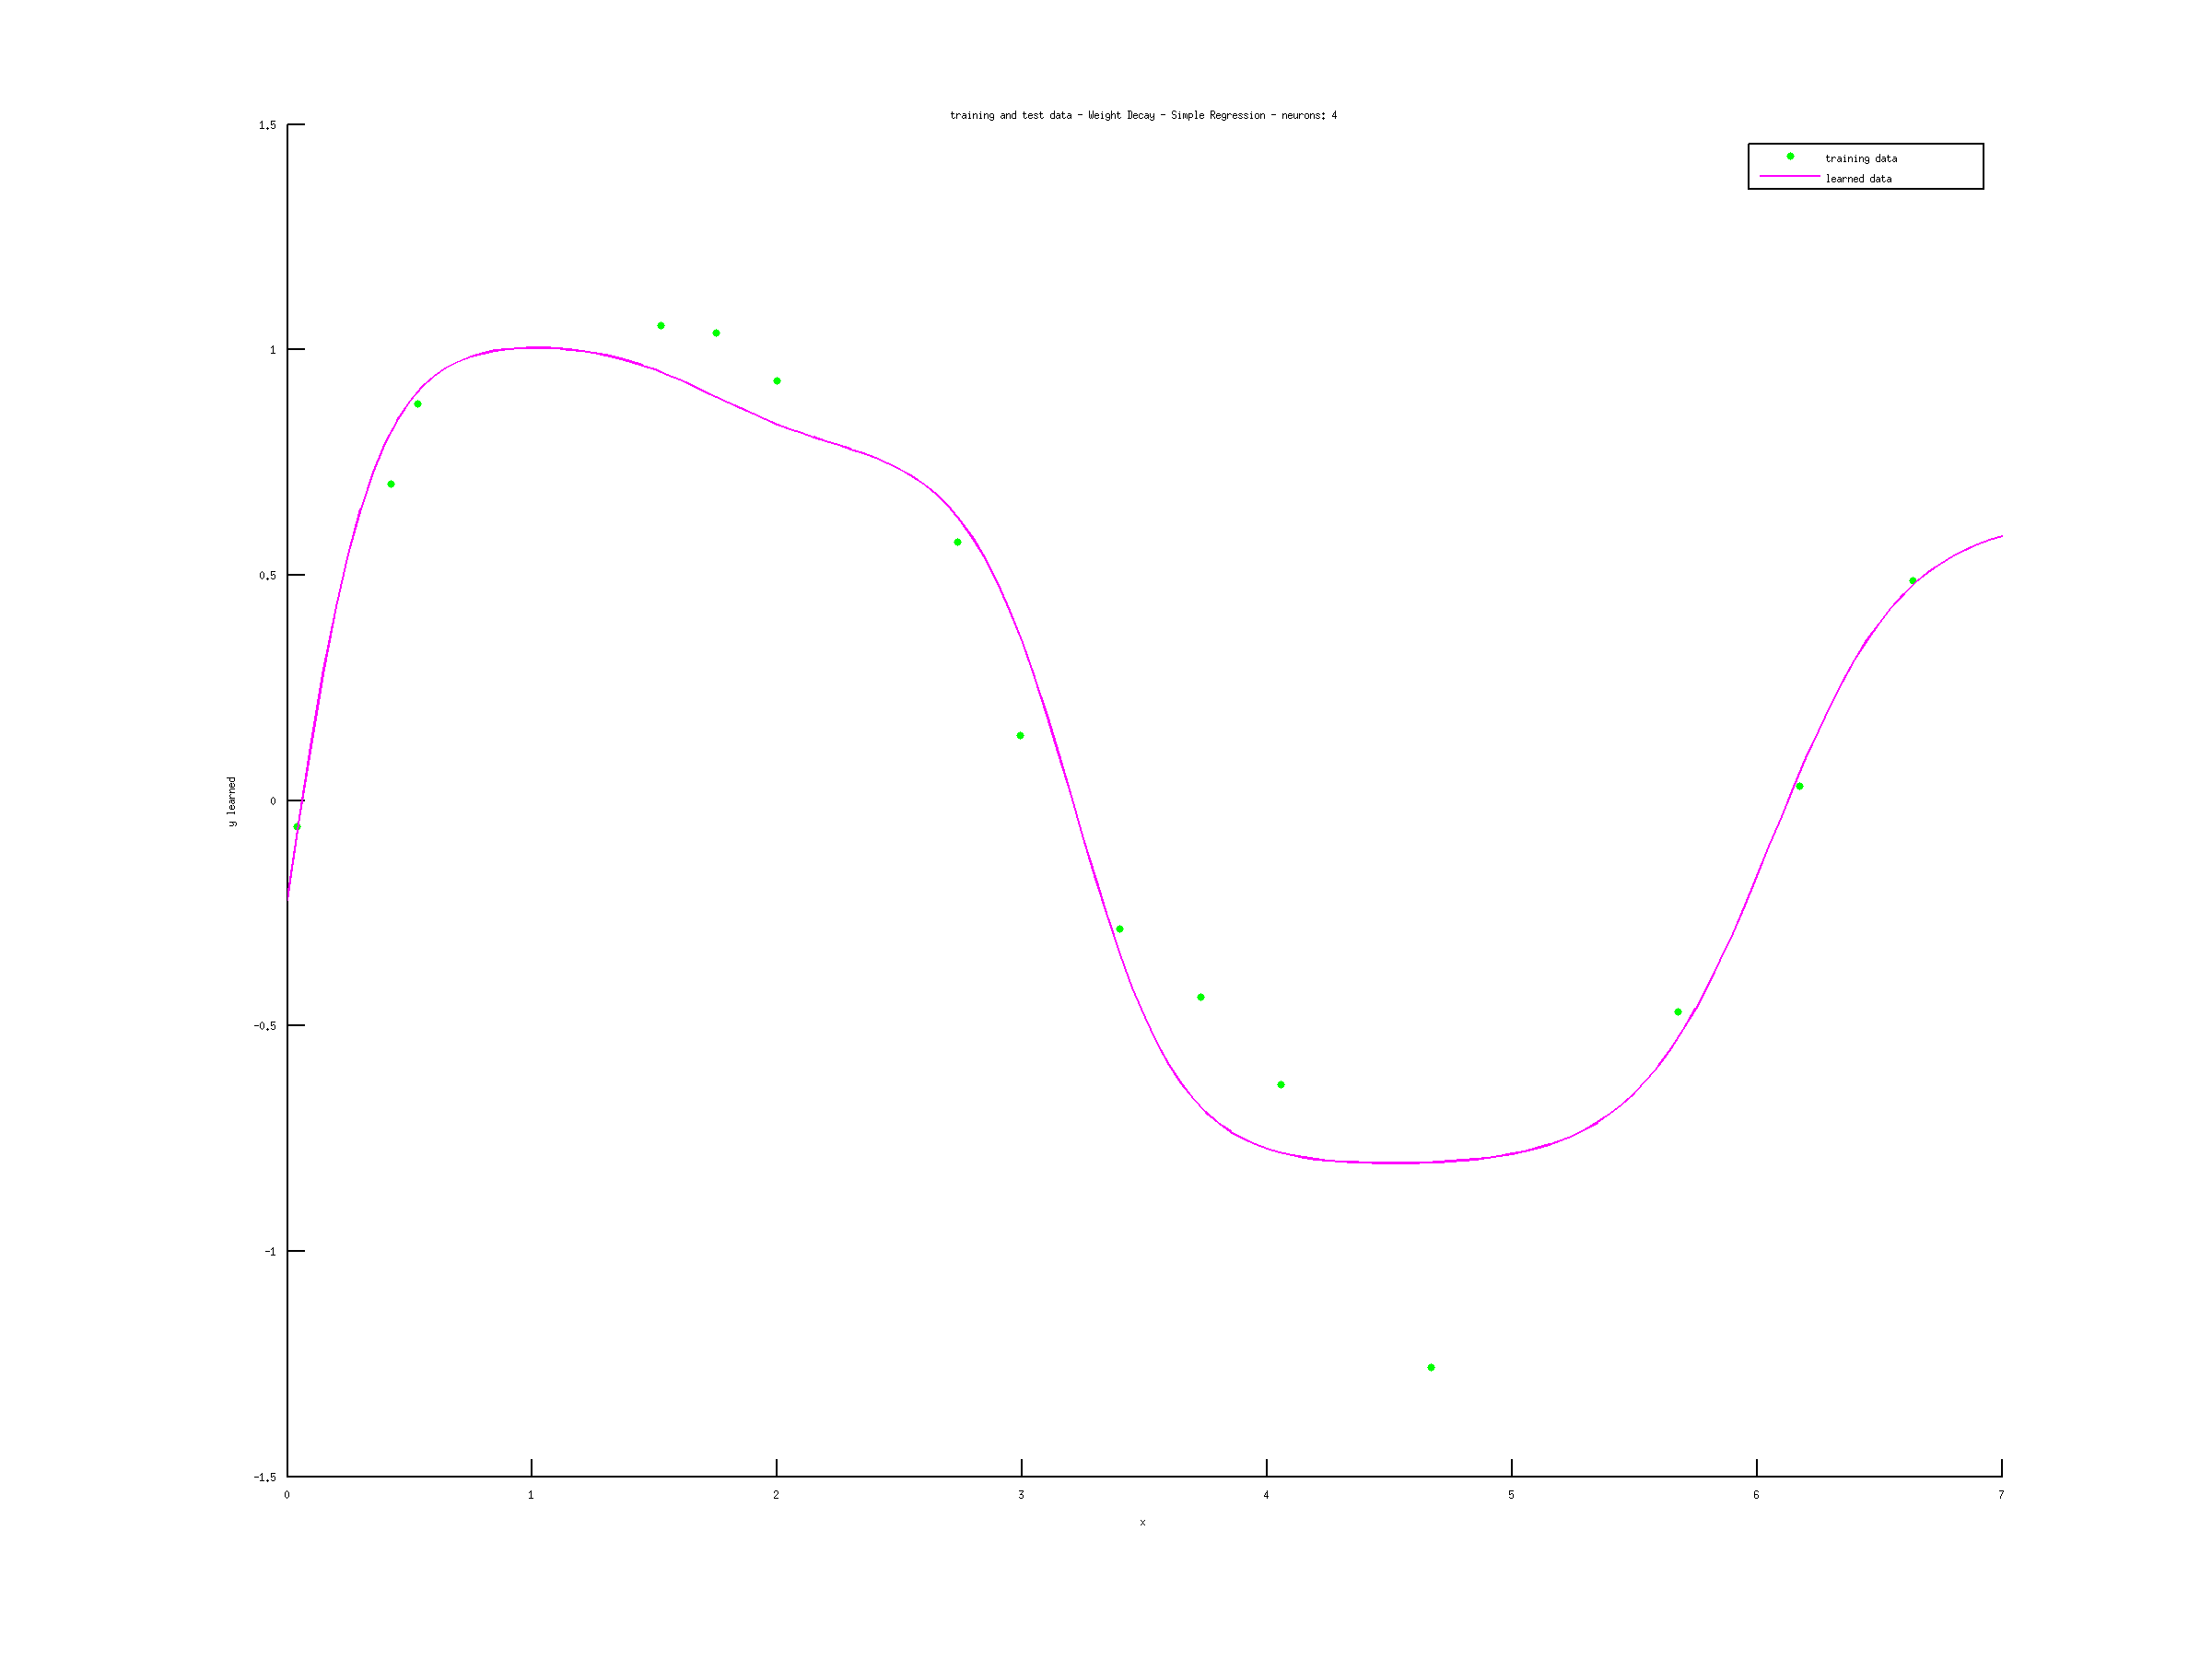 training and test data - Weight Decay - Simple Regression - neurons: 4
training data
learned data
1.5
1
0.5
0
-0.5
-1
-1.5
y learned
0 1 2 3 4 5 6 7
x